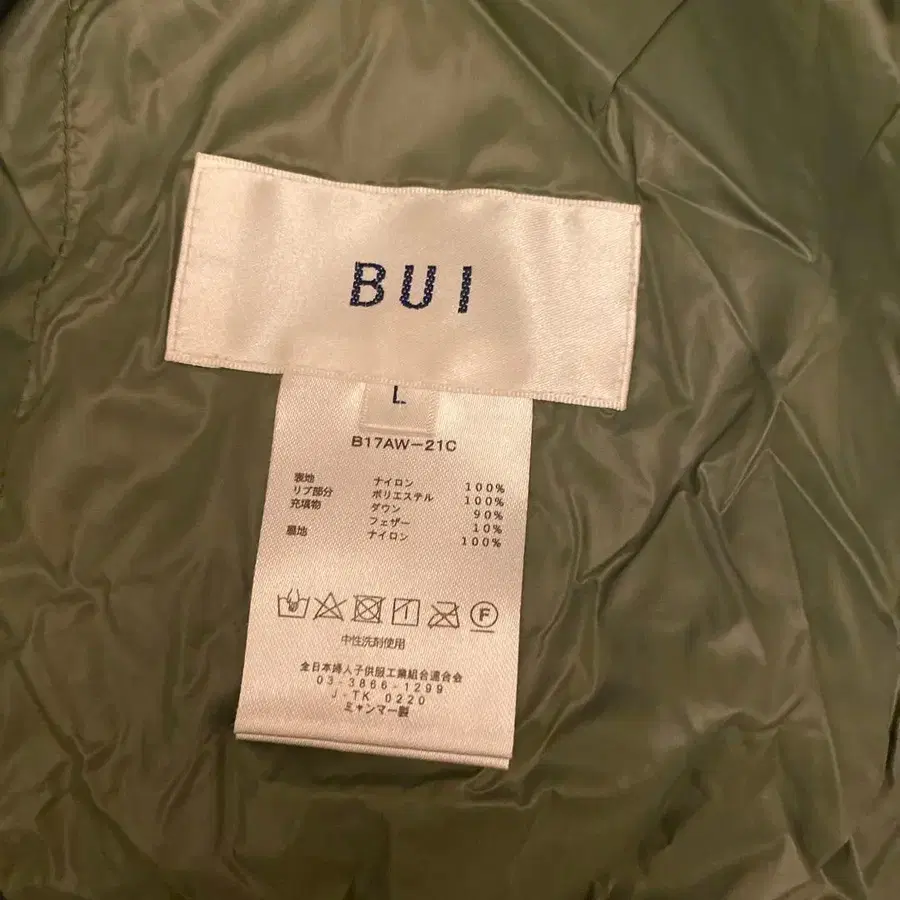 BUI
L
B17AW-21C
表地 ナイロン 100%
リブ部分 ポリエステル 100%
充填物 ダウン 90%
フェザー 10%
裏地 ナイロン 100%
F
中性洗剤使用
全日本婦人子供服工業組合連合会
03-3866-1299
J-TK 0220
ミャンマー製